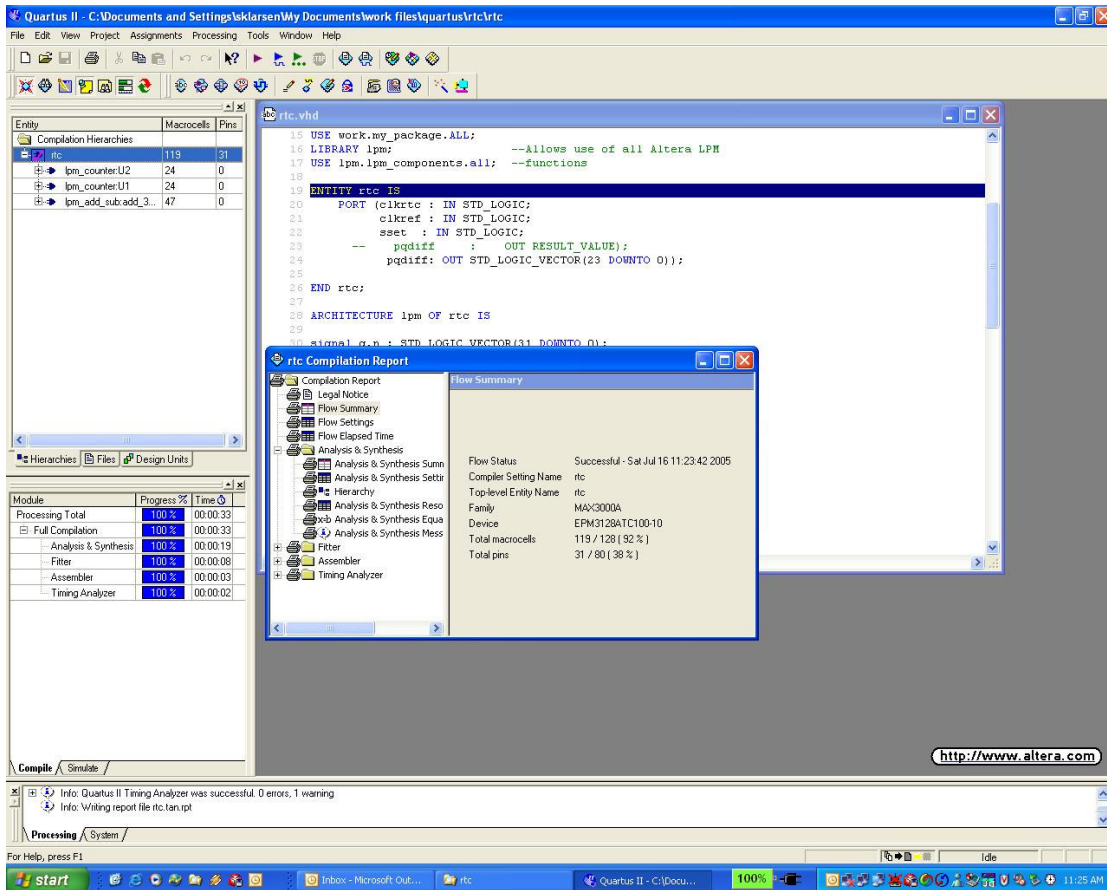 Quartus II - C:\Documents and Settings\sklarsen\My Documents\work files\quartus\rtc\rtc
File Edit View Project Assignments Processing Tools Window Help
Entity Macrocells Pins
Compilation Hierarchies
rtc 119 31
lpm_counter:U2 24 0
lpm_counter:U1 24 0
lpm_add_sub:add_3... 47 0
Hierarchies Files Design Units
Module Progress % Time
Processing Total 100 % 00:00:33
Full Compilation 100 % 00:00:33
Analysis & Synthesis 100 % 00:00:19
Fitter 100 % 00:00:08
Assembler 100 % 00:00:03
Timing Analyzer 100 % 00:00:02
Compile Simulate
rtc.vhd
15 USE work.my_package.ALL;
16 LIBRARY lpm; --Allows use of all Altera LPM
17 USE lpm.lpm_components.all; --functions
18
19 ENTITY rtc IS
20 PORT (clkrtc : IN STD_LOGIC;
21 clkref : IN STD_LOGIC;
22 sset : IN STD_LOGIC;
23 -- pqdiff : OUT RESULT_VALUE);
24 pqdiff: OUT STD_LOGIC_VECTOR(23 DOWNTO 0));
25
26 END rtc;
27
28 ARCHITECTURE lpm OF rtc IS
29
30 signal q,p : STD_LOGIC_VECTOR(31 DOWNTO 0);
rtc Compilation Report
Compilation Report
Legal Notice
Flow Summary
Flow Settings
Flow Elapsed Time
Analysis & Synthesis
Analysis & Synthesis Summ
Analysis & Synthesis Settir
Hierarchy
Analysis & Synthesis Reso
Analysis & Synthesis Equa
Analysis & Synthesis Mess
Fitter
Assembler
Timing Analyzer
Flow Summary
Flow Status Successful - Sat Jul 16 11:23:42 2005
Compiler Setting Name rtc
Top-level Entity Name rtc
Family MAX3000A
Device EPM3128ATC100-10
Total macrocells 119 / 128 ( 92 % )
Total pins 31 / 80 ( 38 % )
http://www.altera.com
Info: Quartus II Timing Analyzer was successful. 0 errors, 1 warning
Info: Writing report file rtc.tan.rpt
Processing System
For Help, press F1
Idle
start
Inbox - Microsoft Out...
rtc
Quartus II - C:\Docu...
100%
11:25 AM